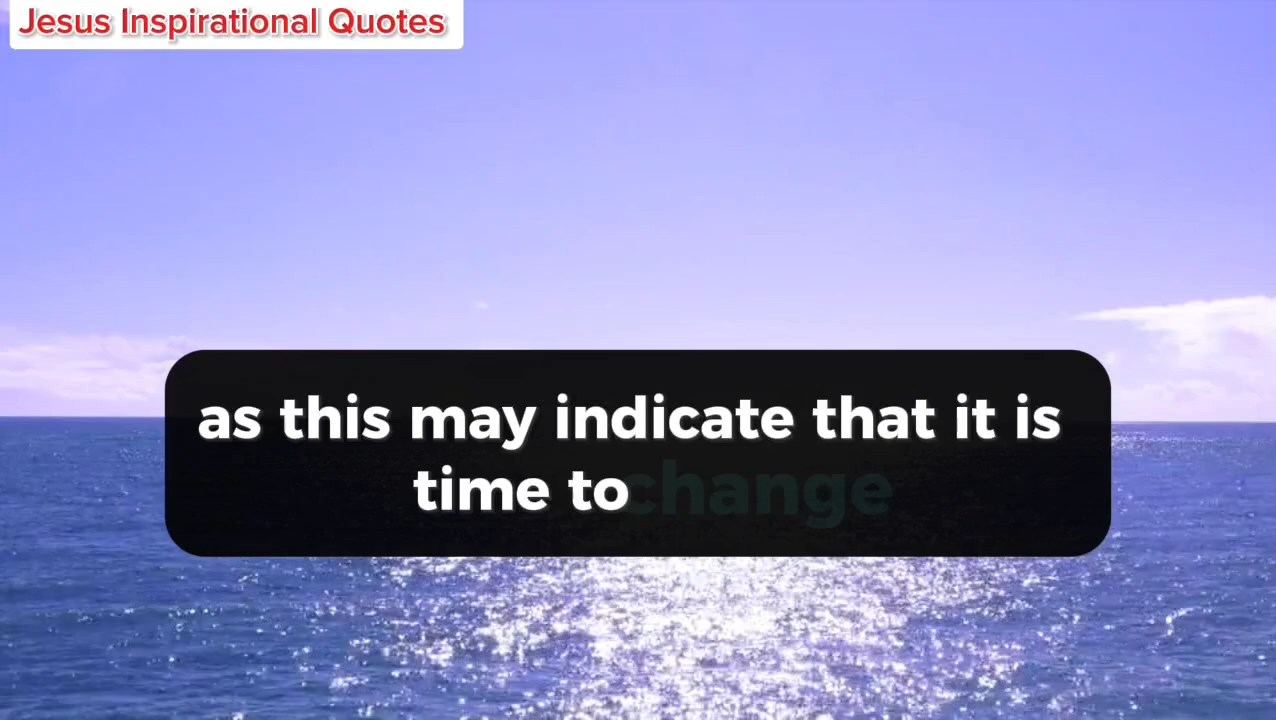 Jesus Inspirational Quotes
as this may indicate that it is
time to change